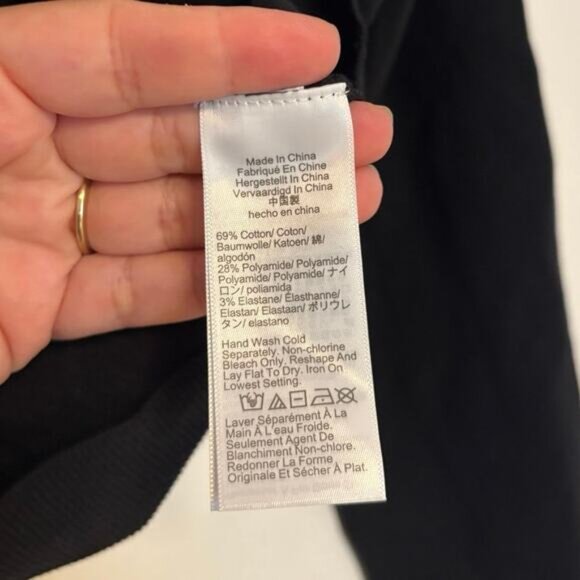 Made In China
Fabriqué En Chine
Hergestellt In China
Vervaardigd In China
中国製
hecho en china
69% Cotton/ Coton/
Baumwolle/ Katoen/ 綿/
algodón
28% Polyamide/ Polyamide/
Polyamide/ Polyamide/ ナイ
ロン/ poliamida
3% Elastane/ Élasthanne/
Elastan/ Elastaan/ ポリウレ
タン/ elastano
Hand Wash Cold
Separately. Non-chlorine
Bleach Only. Reshape And
Lay Flat To Dry. Iron On
Lowest Setting.
Laver Séparément À La
Main À L'eau Froide.
Seulement Agent De
Blanchiment Non-chlore.
Redonner La Forme
Originale Et Sécher À Plat.